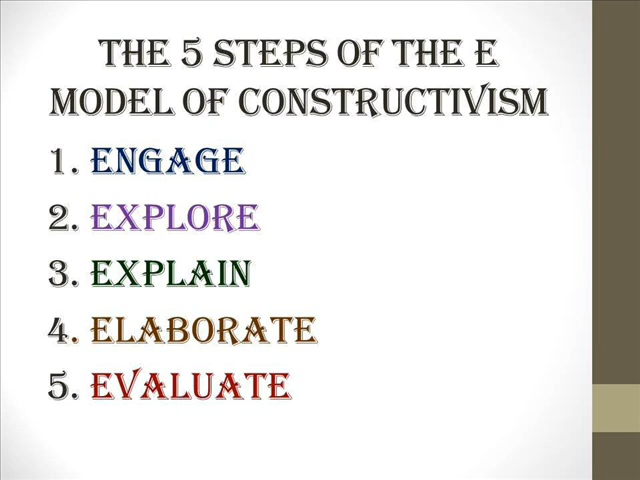 THE 5 STEPS OF THE E
MODEL OF CONSTRUCTIVISM
1. ENGAGE
2. EXPLORE
3. EXPLAIN
4. ELABORATE
5. EVALUATE